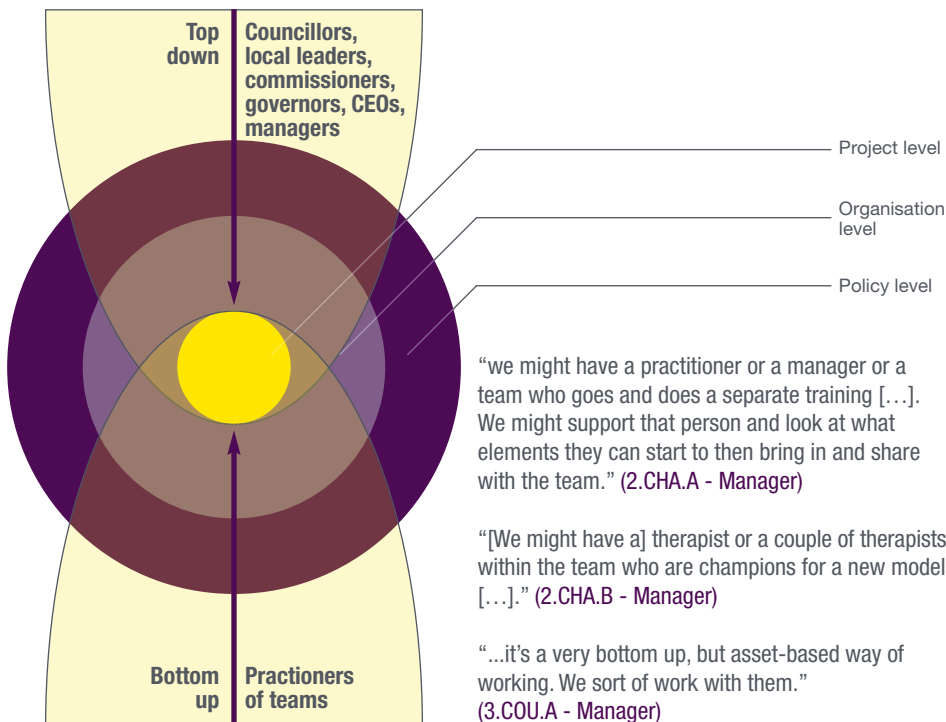 Top
down
Councillors,
local leaders,
commissioners,
governors, CEOs,
managers
Project level
Organisation
level
Policy level
“we might have a practitioner or a manager or a
team who goes and does a separate training […].
We might support that person and look at what
elements they can start to then bring in and share
with the team.” (2.CHA.A - Manager)
“[We might have a] therapist or a couple of therapists
within the team who are champions for a new model
[…].” (2.CHA.B - Manager)
“...it’s a very bottom up, but asset-based way of
working. We sort of work with them.”
(3.COU.A - Manager)
Bottom
up
Practioners
of teams